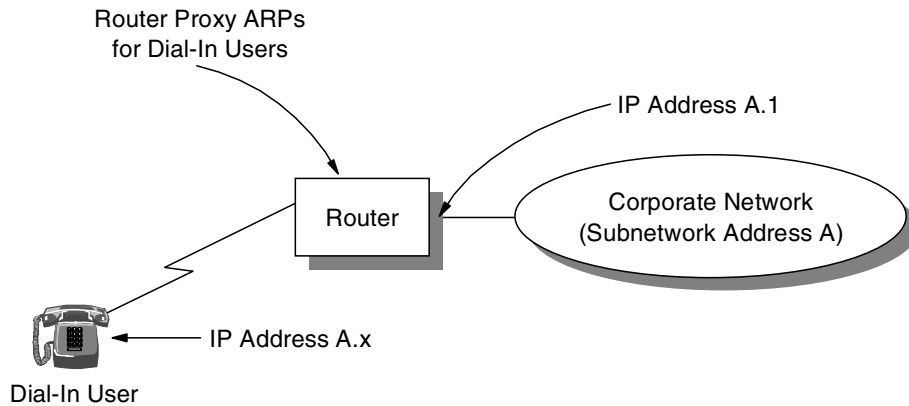 Router Proxy ARPs
for Dial-In Users
IP Address A.1
Router
Corporate Network
(Subnetwork Address A)
IP Address A.x
Dial-In User